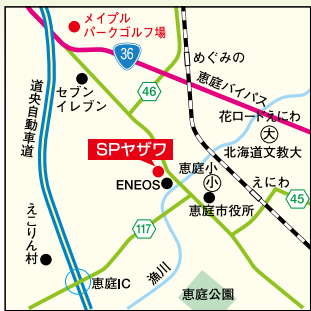 メイプル
パークゴルフ場
36
めぐみの
恵庭バイパス
セブン
イレブン
46
花ロードえにわ
大
北海道文教大
道央自動車道
SPヤザワ
恵庭小
小
えにわ
ENEOS
恵庭市役所
45
えこりん村
117
漁川
恵庭IC
恵庭公園